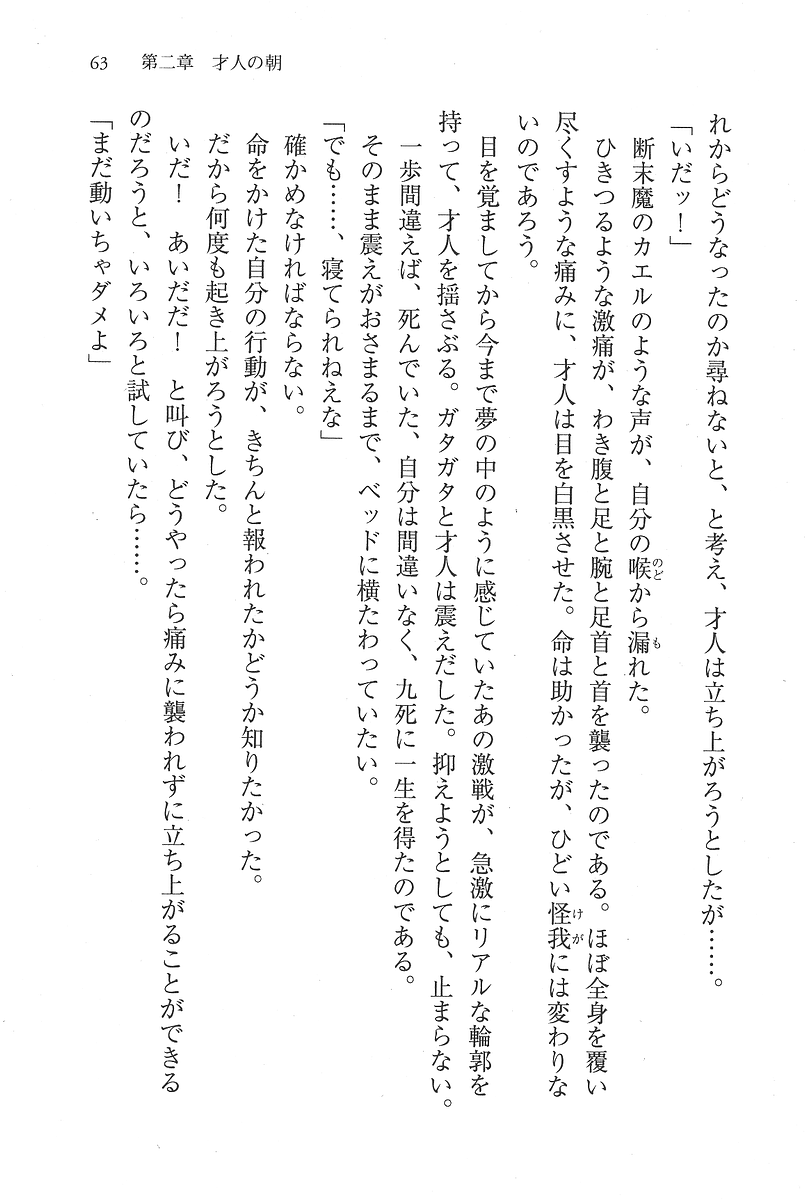 63　第二章　才人の朝
れからどうなったのか尋ねないと、と考え、才人は立ち上がろうとしたが……。
「いだッ！」
　断末魔のカエルのような声が、自分の喉から漏れた。
のど
も
　ひきつるような激痛が、わき腹と足と腕と足首と首を襲ったのである。ほぼ全身を覆い
尽くすような痛みに、才人は目を白黒させた。命は助かったが、ひどい怪我には変わりな
けが
いのであろう。
　目を覚ましてから今まで夢の中のように感じていたあの激戦が、急激にリアルな輪郭を
持って、才人を揺さぶる。ガタガタと才人は震えだした。抑えようとしても、止まらない。
　一歩間違えば、死んでいた、自分は間違いなく、九死に一生を得たのである。
　そのまま震えがおさまるまで、ベッドに横たわっていたい。
「でも……、寝てられねえな」
　確かめなければならない。
　命をかけた自分の行動が、きちんと報われたかどうか知りたかった。
　だから何度も起き上がろうとした。
　いだ！　あいだだ！　と叫び、どうやったら痛みに襲われずに立ち上がることができる
のだろうと、いろいろと試していたら……。
「まだ動いちゃダメよ」